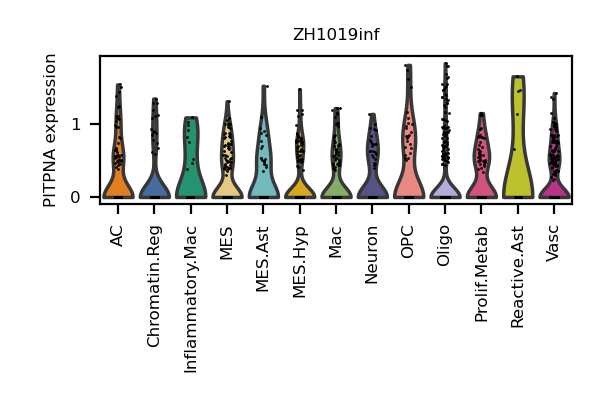 ZH1019inf
PITPNA expression
1
0
AC
Chromatin.Reg
Inflammatory.Mac
MES
MES.Ast
MES.Hyp
Mac
Neuron
OPC
Oligo
Prolif.Metab
Reactive.Ast
Vasc